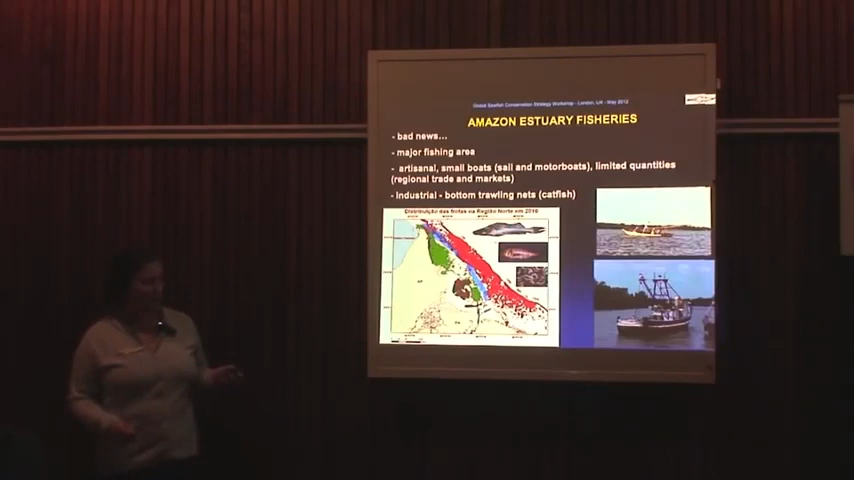 Global Sawfish Conservation Strategy Workshop - London, UK - May 2012
AMAZON ESTUARY FISHERIES
- bad news...
- major fishing area
- artisanal, small boats (sail and motorboats), limited quantities
(regional trade and markets)
- Industrial - bottom trawling nets (catfish)
Distribuição das frotas na Região Norte em 2010